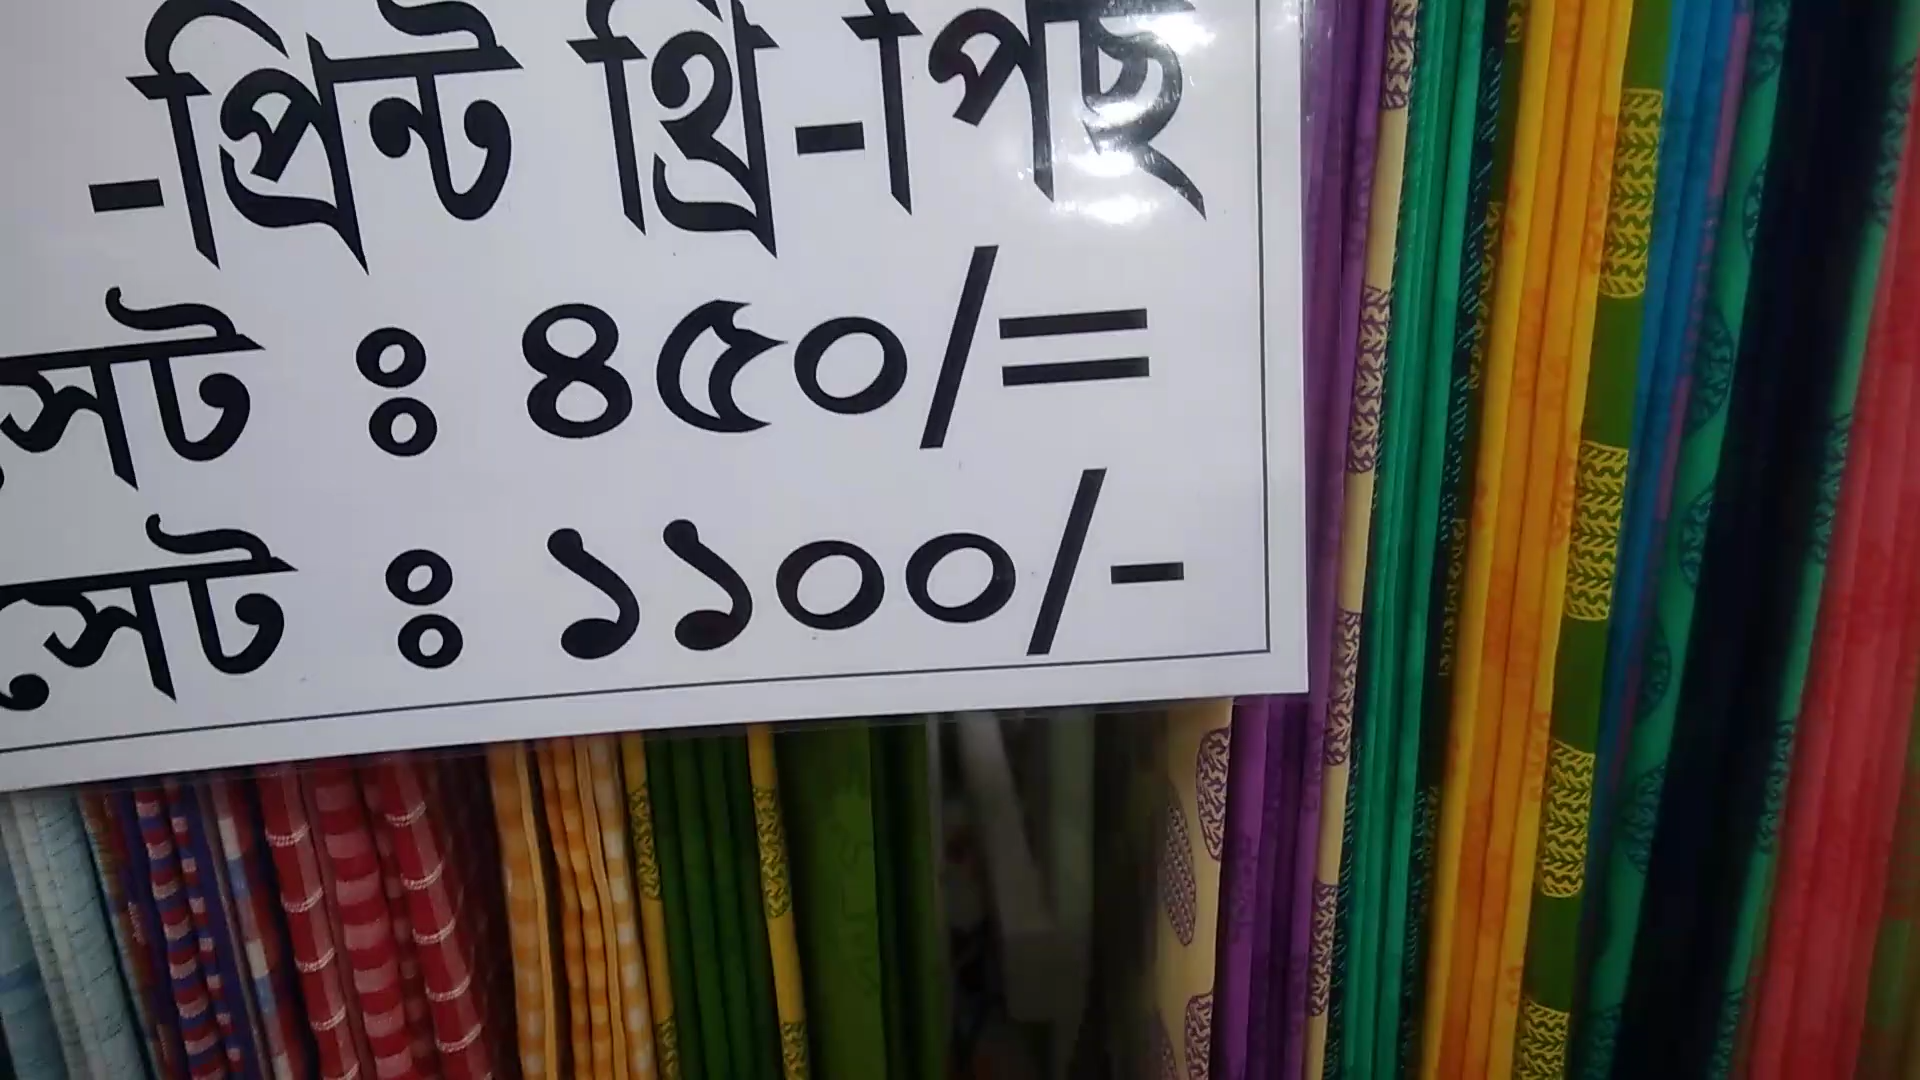 -প্রিন্ট থ্রি-পিছ
সেট : ৪৫০/=
সেট : ১১০০/-